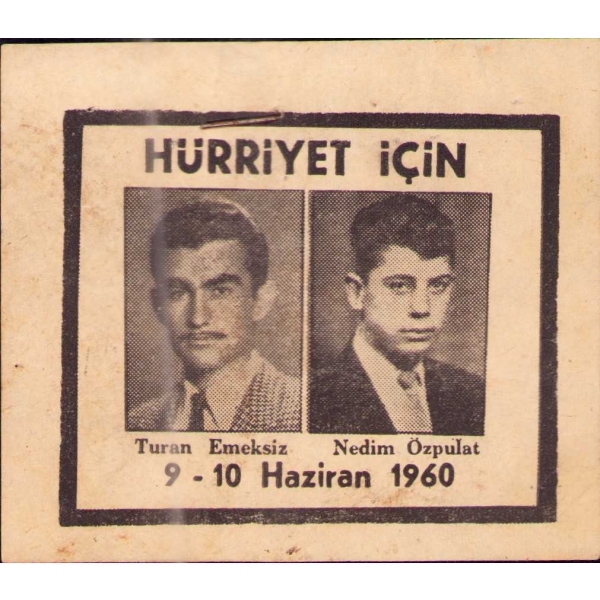 HÜRRİYET İÇİN
Turan Emeksiz Nedim Özpulat
9 - 10 Haziran 1960